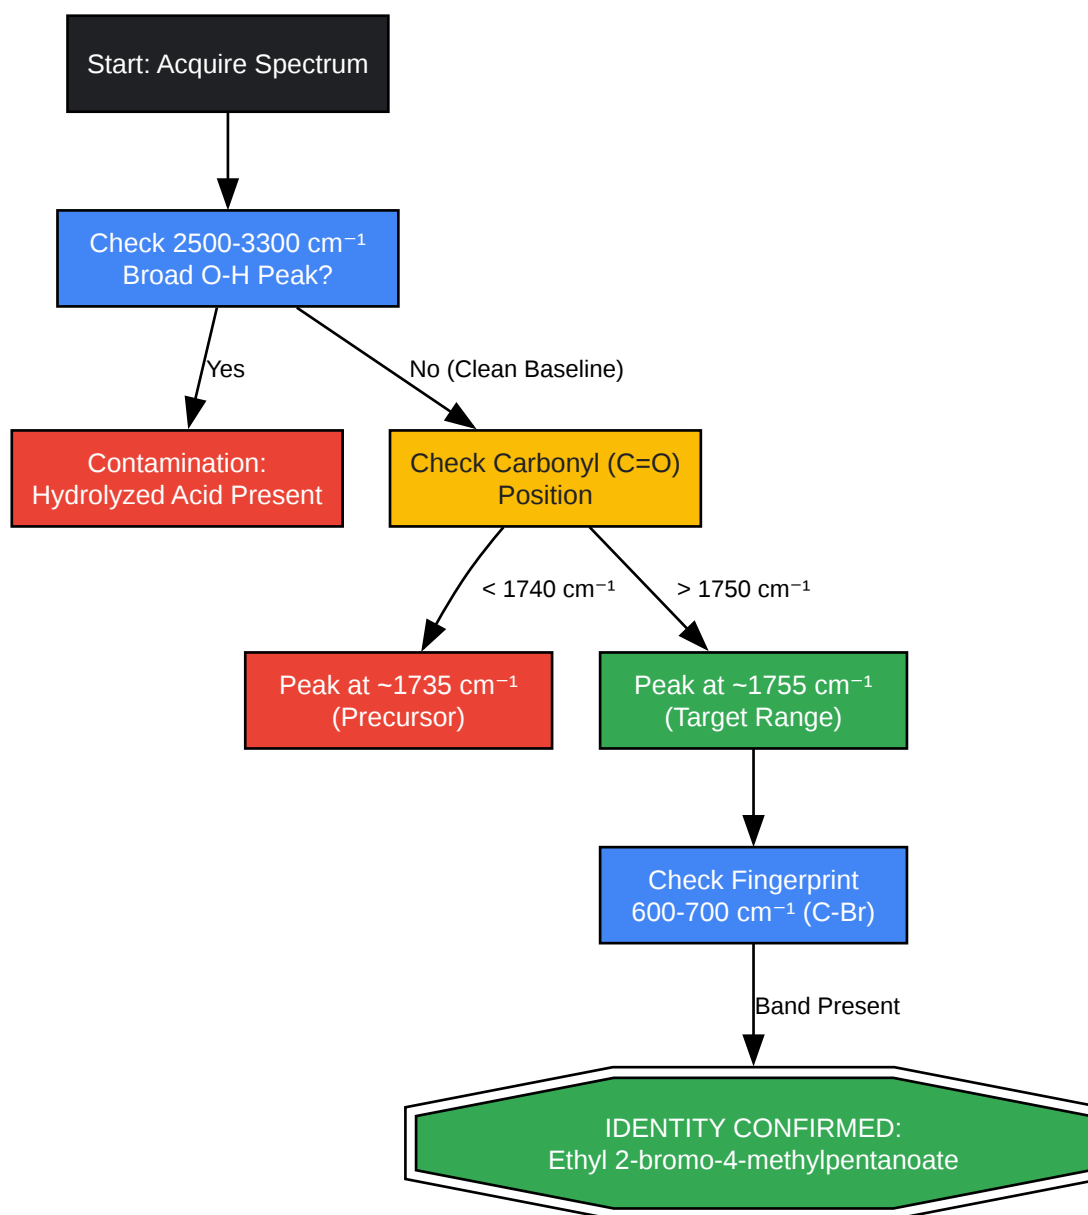 Start: Acquire Spectrum
Check 2500-3300 cm⁻¹
Broad O-H Peak?
Yes
No (Clean Baseline)
Contamination:
Hydrolyzed Acid Present
Check Carbonyl (C=O)
Position
< 1740 cm⁻¹
> 1750 cm⁻¹
Peak at ~1735 cm⁻¹
(Precursor)
Peak at ~1755 cm⁻¹
(Target Range)
Check Fingerprint
600-700 cm⁻¹ (C-Br)
Band Present
IDENTITY CONFIRMED:
Ethyl 2-bromo-4-methylpentanoate